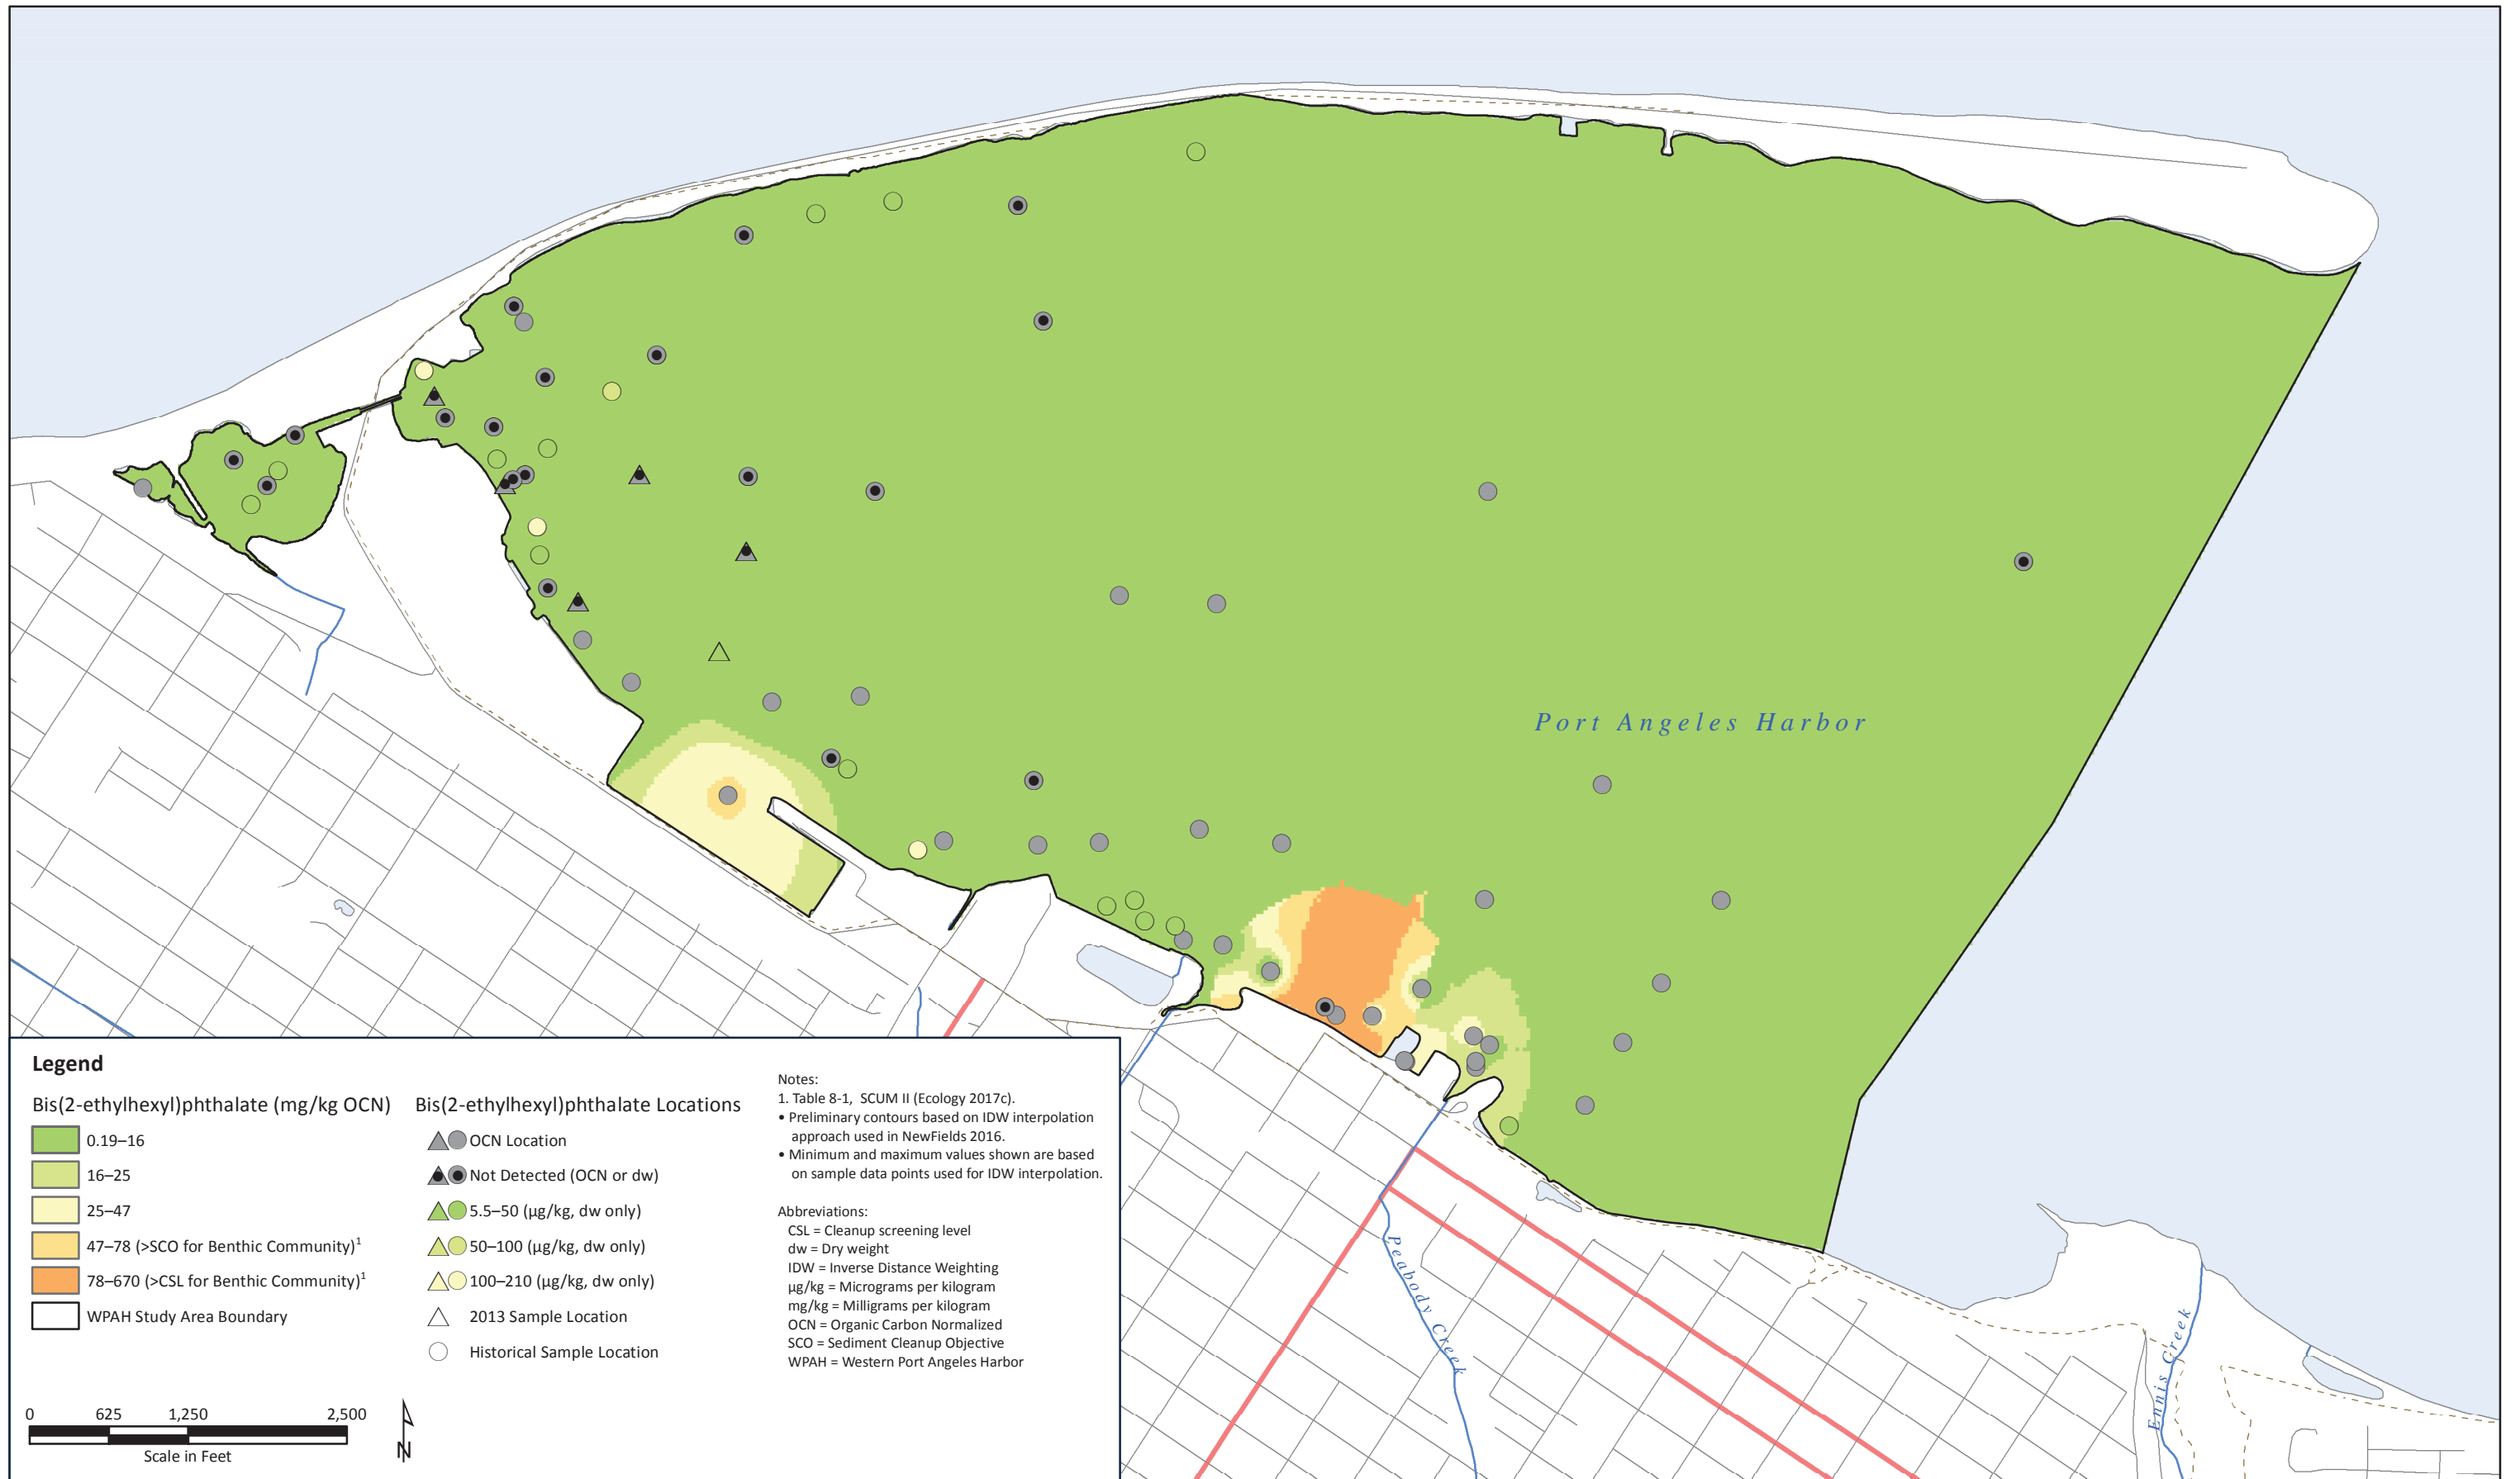 Port Angeles Harbor
Peabody Creek
Ennis Creek
Legend
Bis(2-ethylhexyl)phthalate (mg/kg OCN)
0.19–16
16–25
25–47
47–78 (>SCO for Benthic Community)1
78–670 (>CSL for Benthic Community)1
WPAH Study Area Boundary
Bis(2-ethylhexyl)phthalate Locations
OCN Location
Not Detected (OCN or dw)
5.5–50 (µg/kg, dw only)
50–100 (µg/kg, dw only)
100–210 (µg/kg, dw only)
2013 Sample Location
Historical Sample Location
Notes:
1. Table 8-1, SCUM II (Ecology 2017c).
• Preliminary contours based on IDW interpolation
approach used in NewFields 2016.
• Minimum and maximum values shown are based
on sample data points used for IDW interpolation.
Abbreviations:
CSL = Cleanup screening level
dw = Dry weight
IDW = Inverse Distance Weighting
µg/kg = Micrograms per kilogram
mg/kg = Milligrams per kilogram
OCN = Organic Carbon Normalized
SCO = Sediment Cleanup Objective
WPAH = Western Port Angeles Harbor
0 625 1,250 2,500
Scale in Feet
N